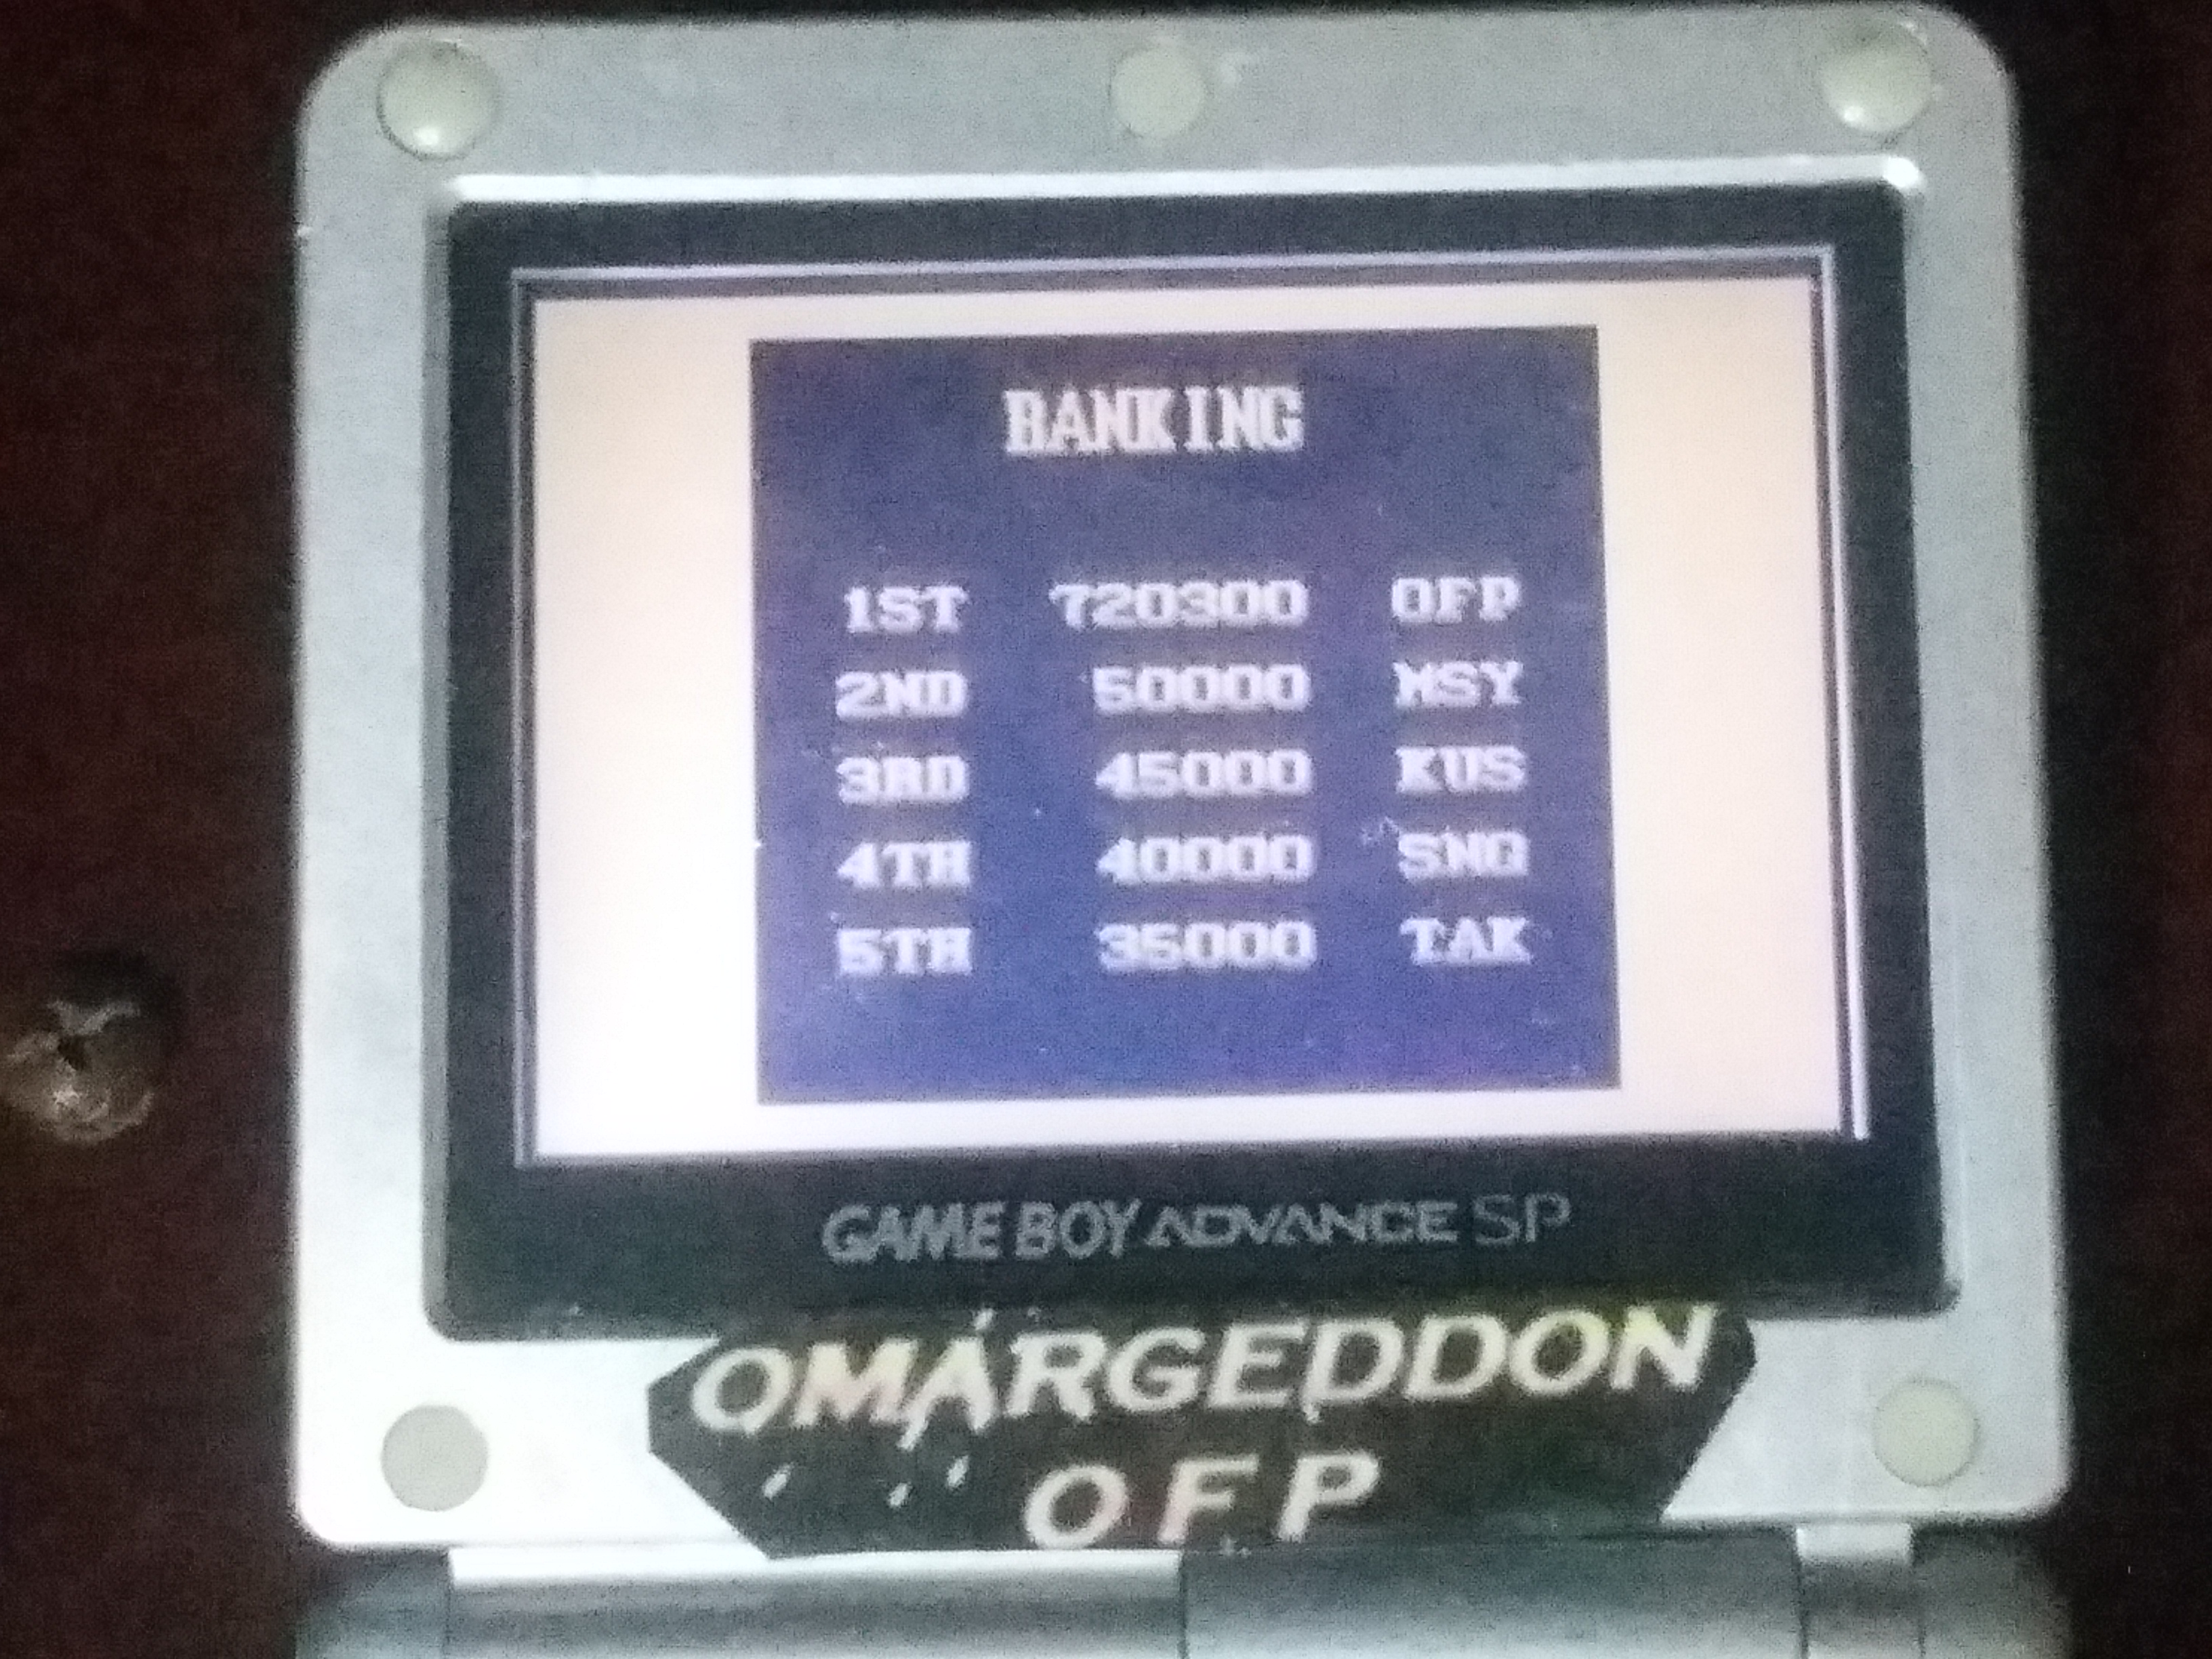 RANKING
1ST 720300 OFP
2ND 50000 MSY
3RD 45000 KUS
4TH 40000 SNG
5TH 35000 TAK
GAME BOY ADVANCE SP
OMARGEDDON
OFP